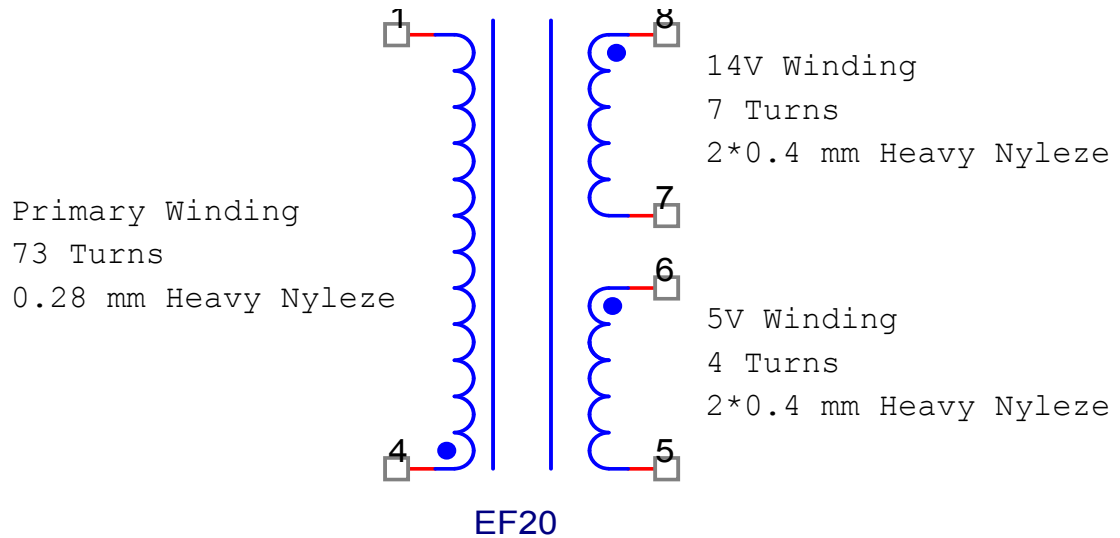 1
8
14V Winding
7 Turns
2*0.4 mm Heavy Nyleze
7
Primary Winding
73 Turns
0.28 mm Heavy Nyleze
6
5V Winding
4 Turns
2*0.4 mm Heavy Nyleze
4
5
EF20